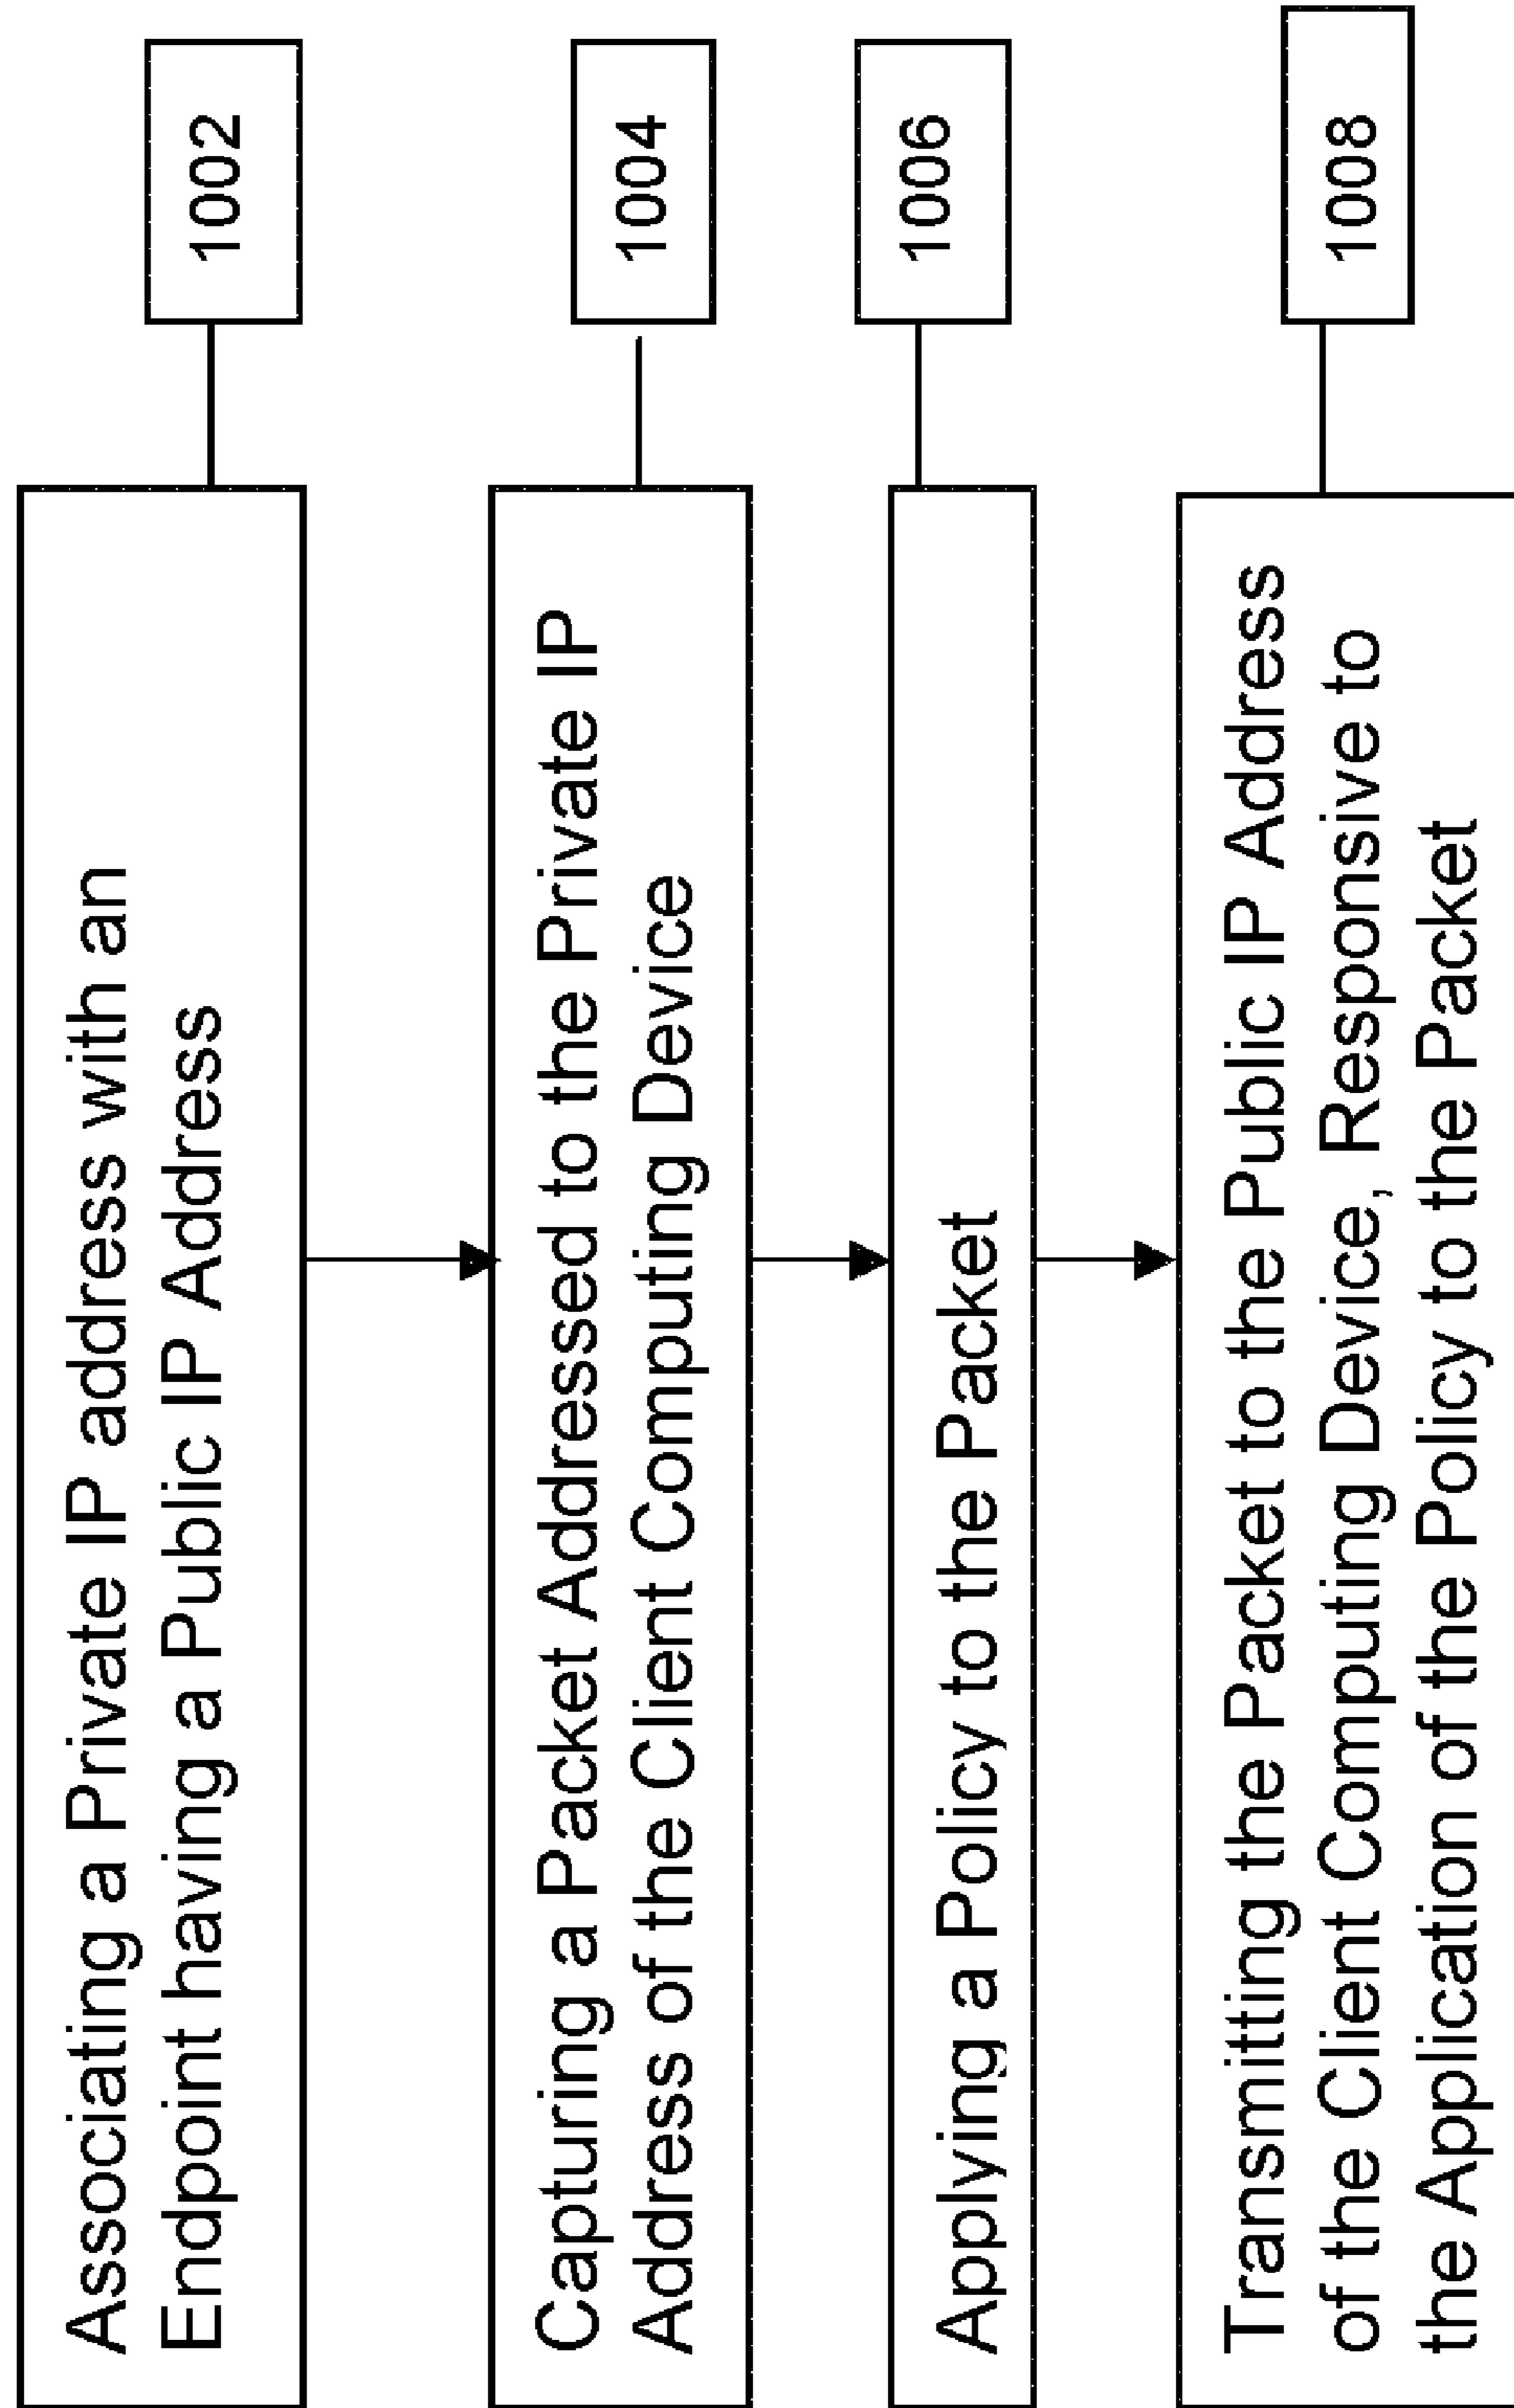 Associating a Private IP address with an
Endpoint having a Public IP Address
1002
Capturing a Packet Addressed to the Private IP
Address of the Client Computing Device
1004
Applying a Policy to the Packet
1006
Transmitting the Packet to the Public IP Address
of the Client Computing Device, Responsive to
the Application of the Policy to the Packet
1008